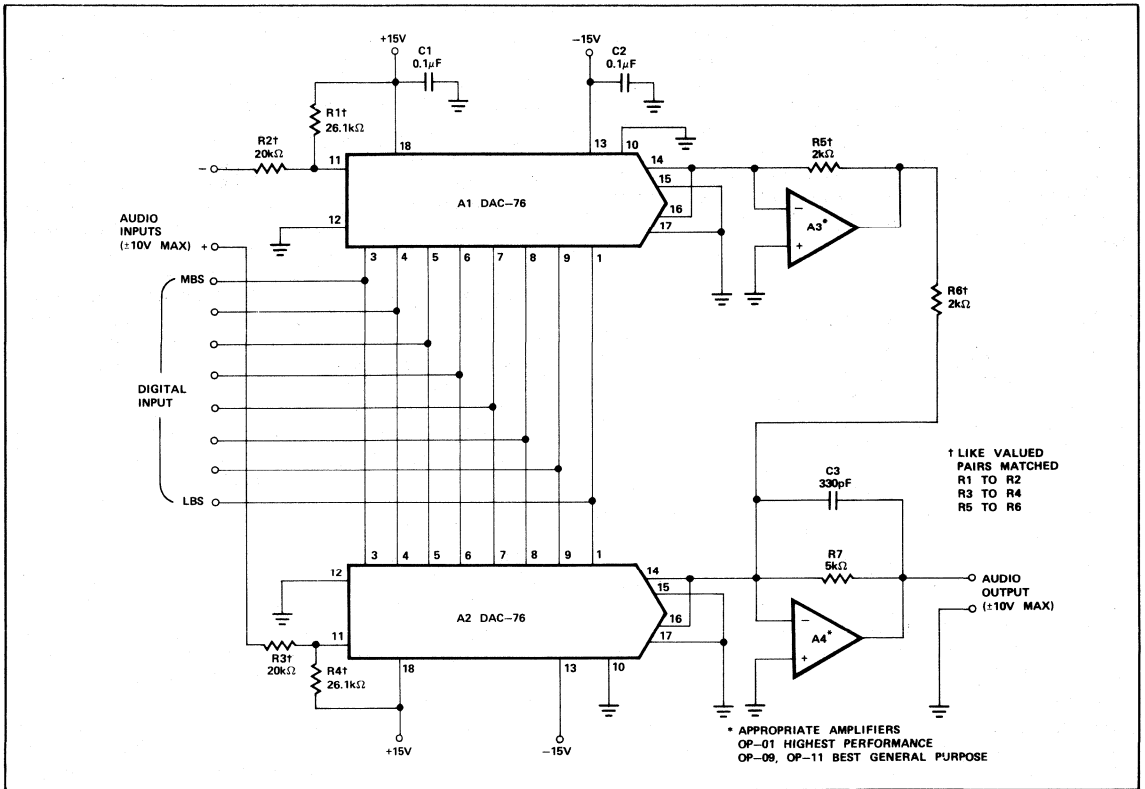 +15V
C1
0.1μF
−15V
C2
0.1μF
R1†
26.1kΩ
R2†
20kΩ
−
11
18
13
10
14
15
16
17
12
A1 DAC–76
R5†
2kΩ
−
A3*
+
AUDIO
INPUTS
(±10V MAX)
+
3 4 5 6 7 8 9 1
MBS
R6†
2kΩ
DIGITAL
INPUT
LBS
† LIKE VALUED
PAIRS MATCHED
R1 TO R2
R3 TO R4
R5 TO R6
C3
330pF
3 4 5 6 7 8 9 1
12
14
15
16
17
A2 DAC–76
R7
5kΩ
−
A4*
+
AUDIO
OUTPUT
(±10V MAX)
11
R3†
20kΩ
R4†
26.1kΩ
18
13
10
+15V
−15V
* APPROPRIATE AMPLIFIERS
OP–01 HIGHEST PERFORMANCE
OP–09, OP–11 BEST GENERAL PURPOSE